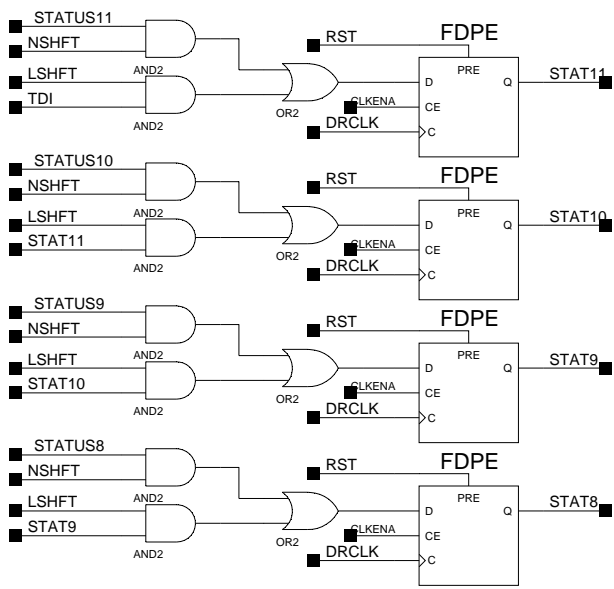 STATUS11
RST
FDPE
NSHFT
AND2
PRE
LSHFT
D
Q
STAT11
TDI
OR2
CLKENA
CE
AND2
DRCLK
C
STATUS10
RST
FDPE
NSHFT
AND2
PRE
LSHFT
D
Q
STAT10
STAT11
OR2
CLKENA
CE
AND2
DRCLK
C
STATUS9
RST
FDPE
NSHFT
AND2
PRE
LSHFT
D
Q
STAT9
STAT10
OR2
CLKENA
CE
AND2
DRCLK
C
STATUS8
RST
FDPE
NSHFT
AND2
PRE
LSHFT
D
Q
STAT8
STAT9
OR2
CLKENA
CE
AND2
DRCLK
C